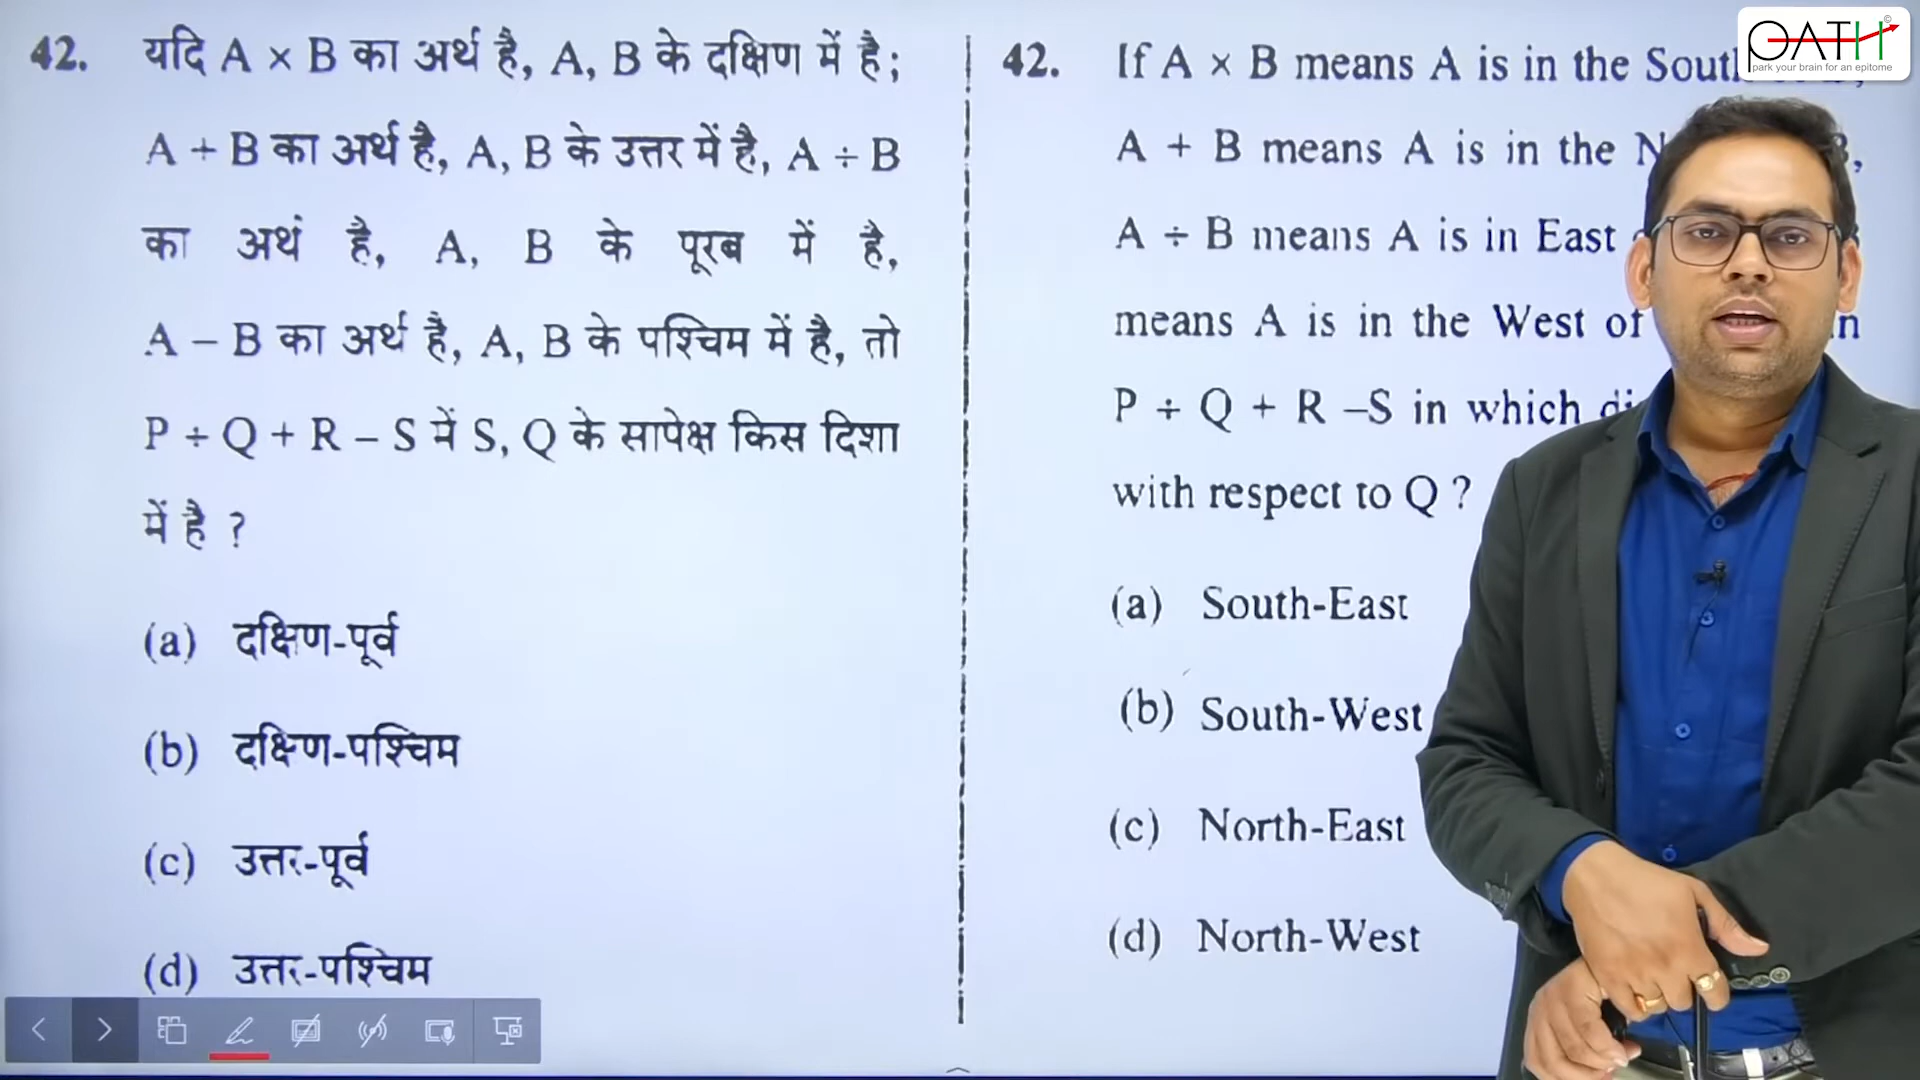 42. यदि A × B का अर्थ है, A, B के दक्षिण में है;
A + B का अर्थ है, A, B के उत्तर में है, A ÷ B
का अर्थ है, A, B के पूरब में है,
A – B का अर्थ है, A, B के पश्चिम में है, तो
P ÷ Q + R – S में S, Q के सापेक्ष किस दिशा
में है ?
(a) दक्षिण-पूर्व
(b) दक्षिण-पश्चिम
(c) उत्तर-पूर्व
(d) उत्तर-पश्चिम
42. If A × B means A is in the
A + B means A is in the
A ÷ B means A is in East
means A is in the West of
P ÷ Q + R –S in which
with respect to Q ?
(a) South-East
(b) South-West
(c) North-East
(d) North-West
PATH
park your brain for an epitome